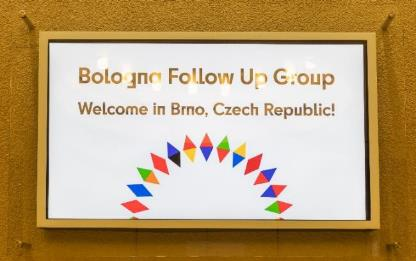 Bologna Follow Up Group
Welcome in Brno, Czech Republic!